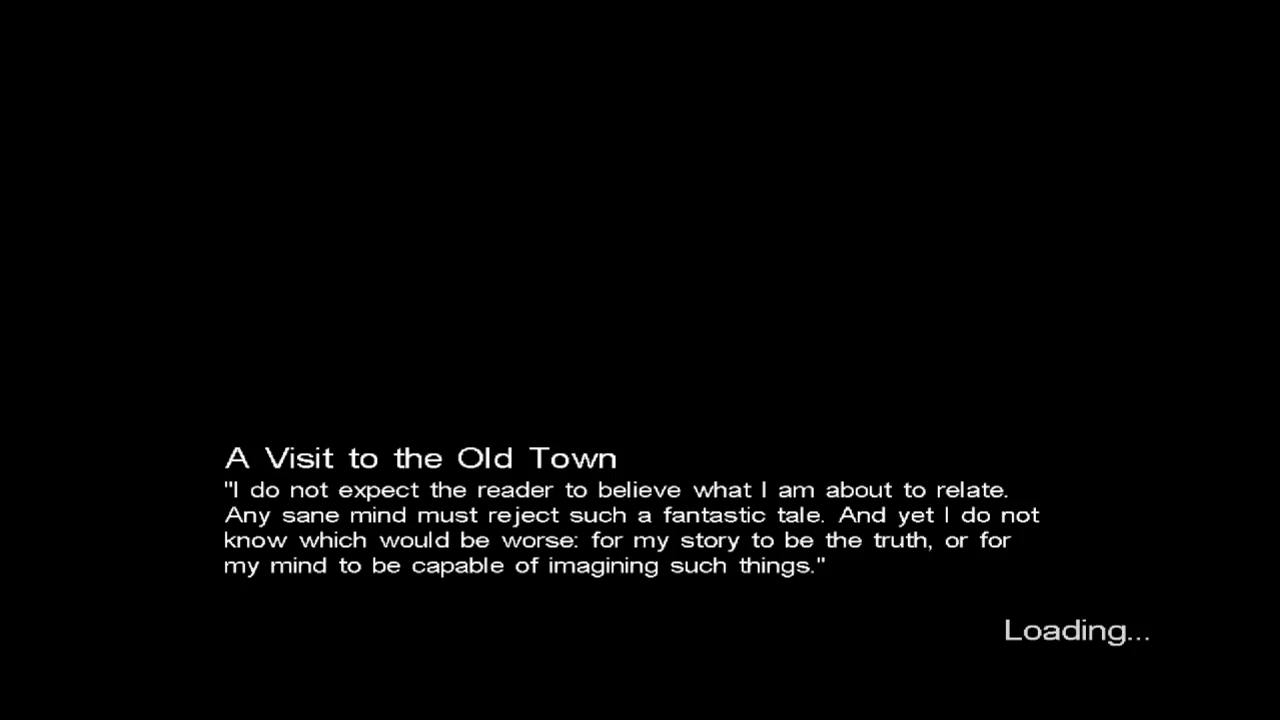 A Visit to the Old Town
"I do not expect the reader to believe what I am about to relate.
Any sane mind must reject such a fantastic tale. And yet I do not
know which would be worse: for my story to be the truth, or for
my mind to be capable of imagining such things."
Loading...